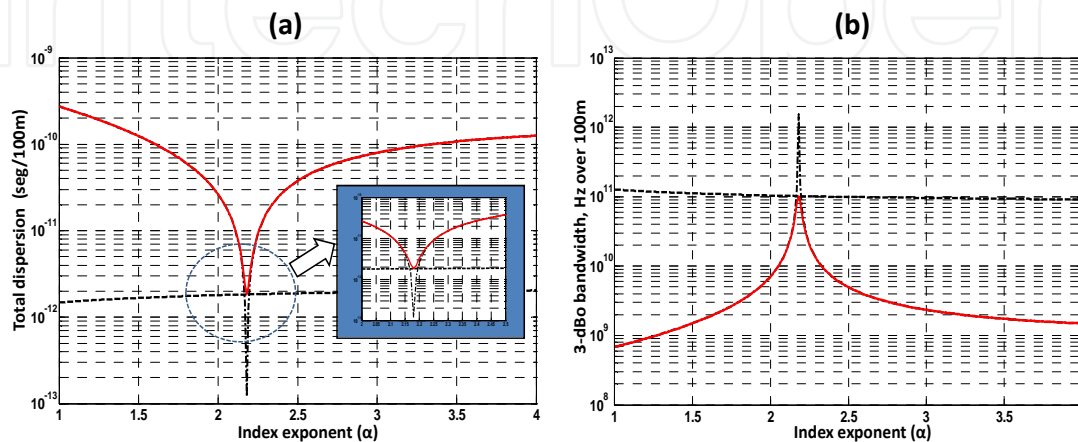 (a) (b)
Total dispersion (seg/100m)
10^-9
10^-10
10^-11
10^-12
10^-13
1 1.5 2 2.5 3 3.5 4
Index exponent (α)
3-dBo bandwidth, Hz over 100m
10^13
10^12
10^11
10^10
10^9
10^8
1 1.5 2 2.5 3 3.5
Index exponent (α)